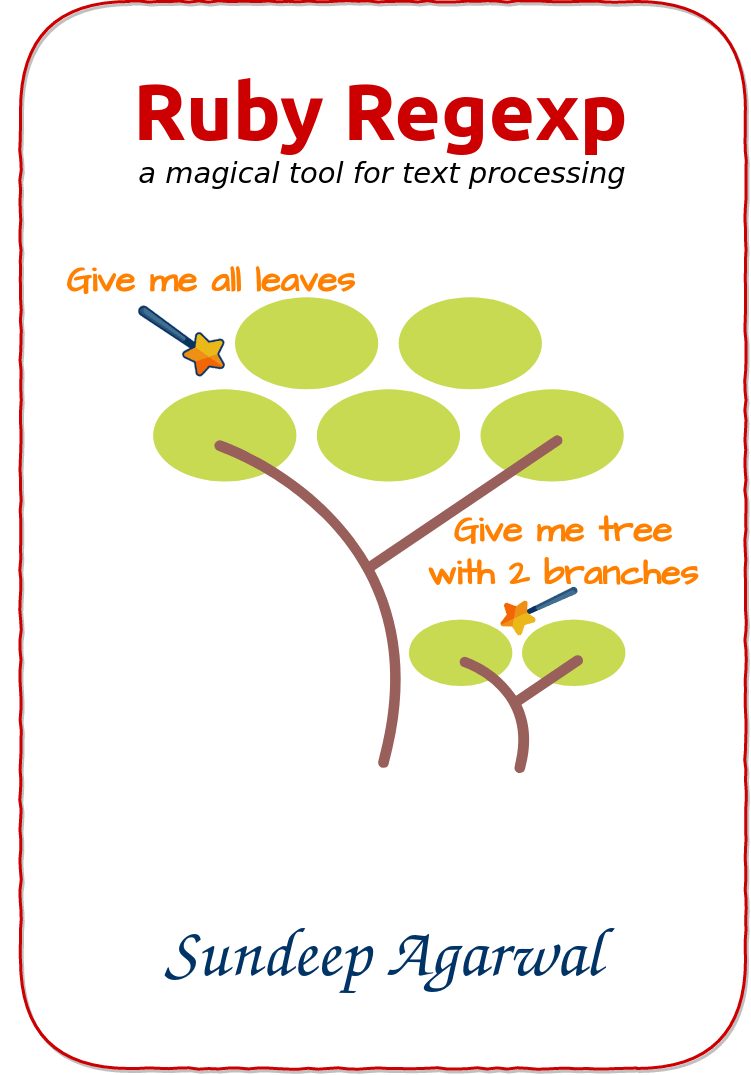 Ruby Regexp
a magical tool for text processing
Give me all leaves
Give me tree
with 2 branches
Sundeep Agarwal